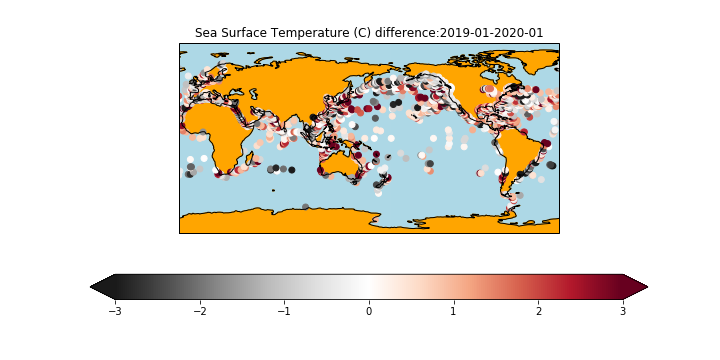 Sea Surface Temperature (C) difference:2019-01-2020-01
−3 −2 −1 0 1 2 3